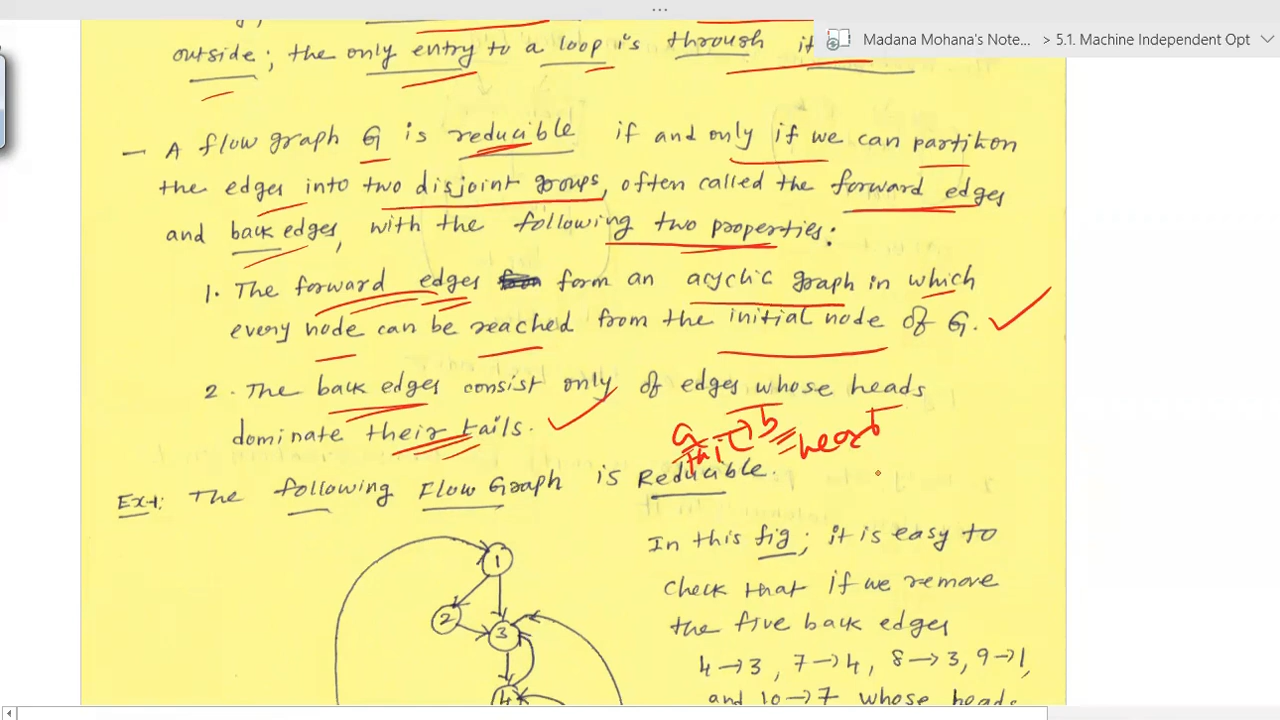 ...
Madana Mohana's Note... > 5.1. Machine Independent Opt
outside; the only entry to a loop is through
- A flow graph G is reducible if and only if we can partition
the edges into two disjoint groups, often called the forward edges
and back edges, with the following two properties:
1. The forward edges form an acyclic graph in which
every node can be reached from the initial node of G.
2. The back edges consist only of edges whose heads
dominate their tails.
a → b
tail head
Ex-1: The following Flow Graph is Reducible.
In this fig; it is easy to
check that if we remove
the five back edges
4→3, 7→4, 8→3, 9→1,
and 10→7 whose heads
1
2
3
4